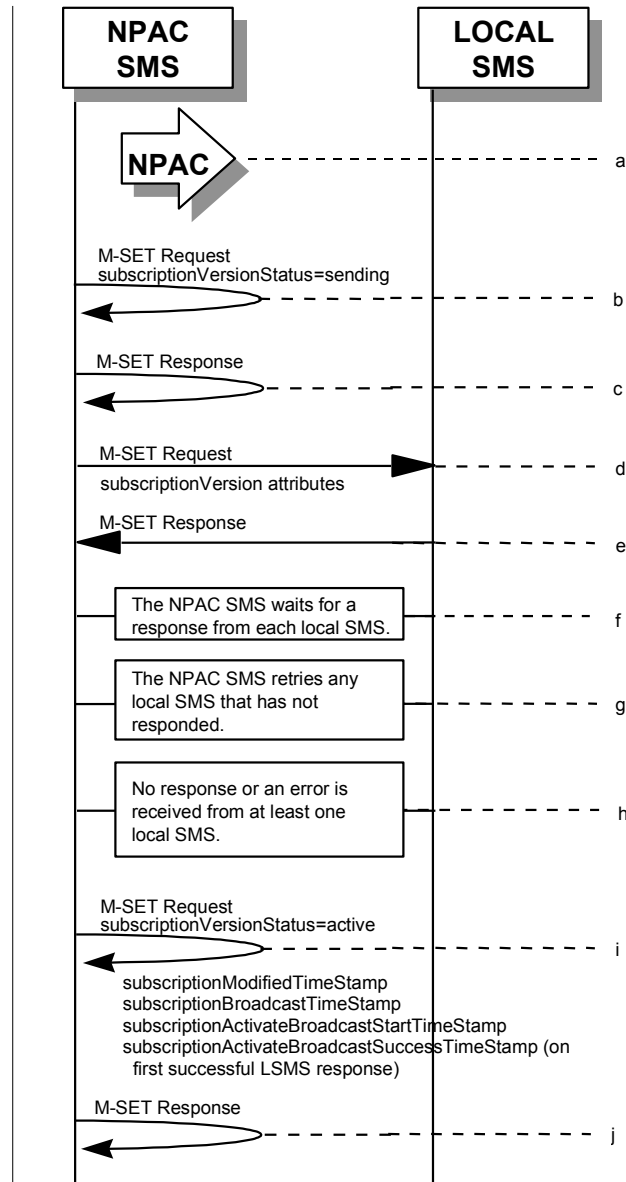 NPAC
SMS
LOCAL
SMS
NPAC
a
M-SET Request
subscriptionVersionStatus=sending
b
M-SET Response
c
M-SET Request
d
subscriptionVersion attributes
M-SET Response
e
The NPAC SMS waits for a
response from each local SMS.
f
The NPAC SMS retries any
local SMS that has not
responded.
g
No response or an error is
received from at least one
local SMS.
h
M-SET Request
subscriptionVersionStatus=active
i
subscriptionModifiedTimeStamp
subscriptionBroadcastTimeStamp
subscriptionActivateBroadcastStartTimeStamp
subscriptionActivateBroadcastSuccessTimeStamp (on
first successful LSMS response)
M-SET Response
j